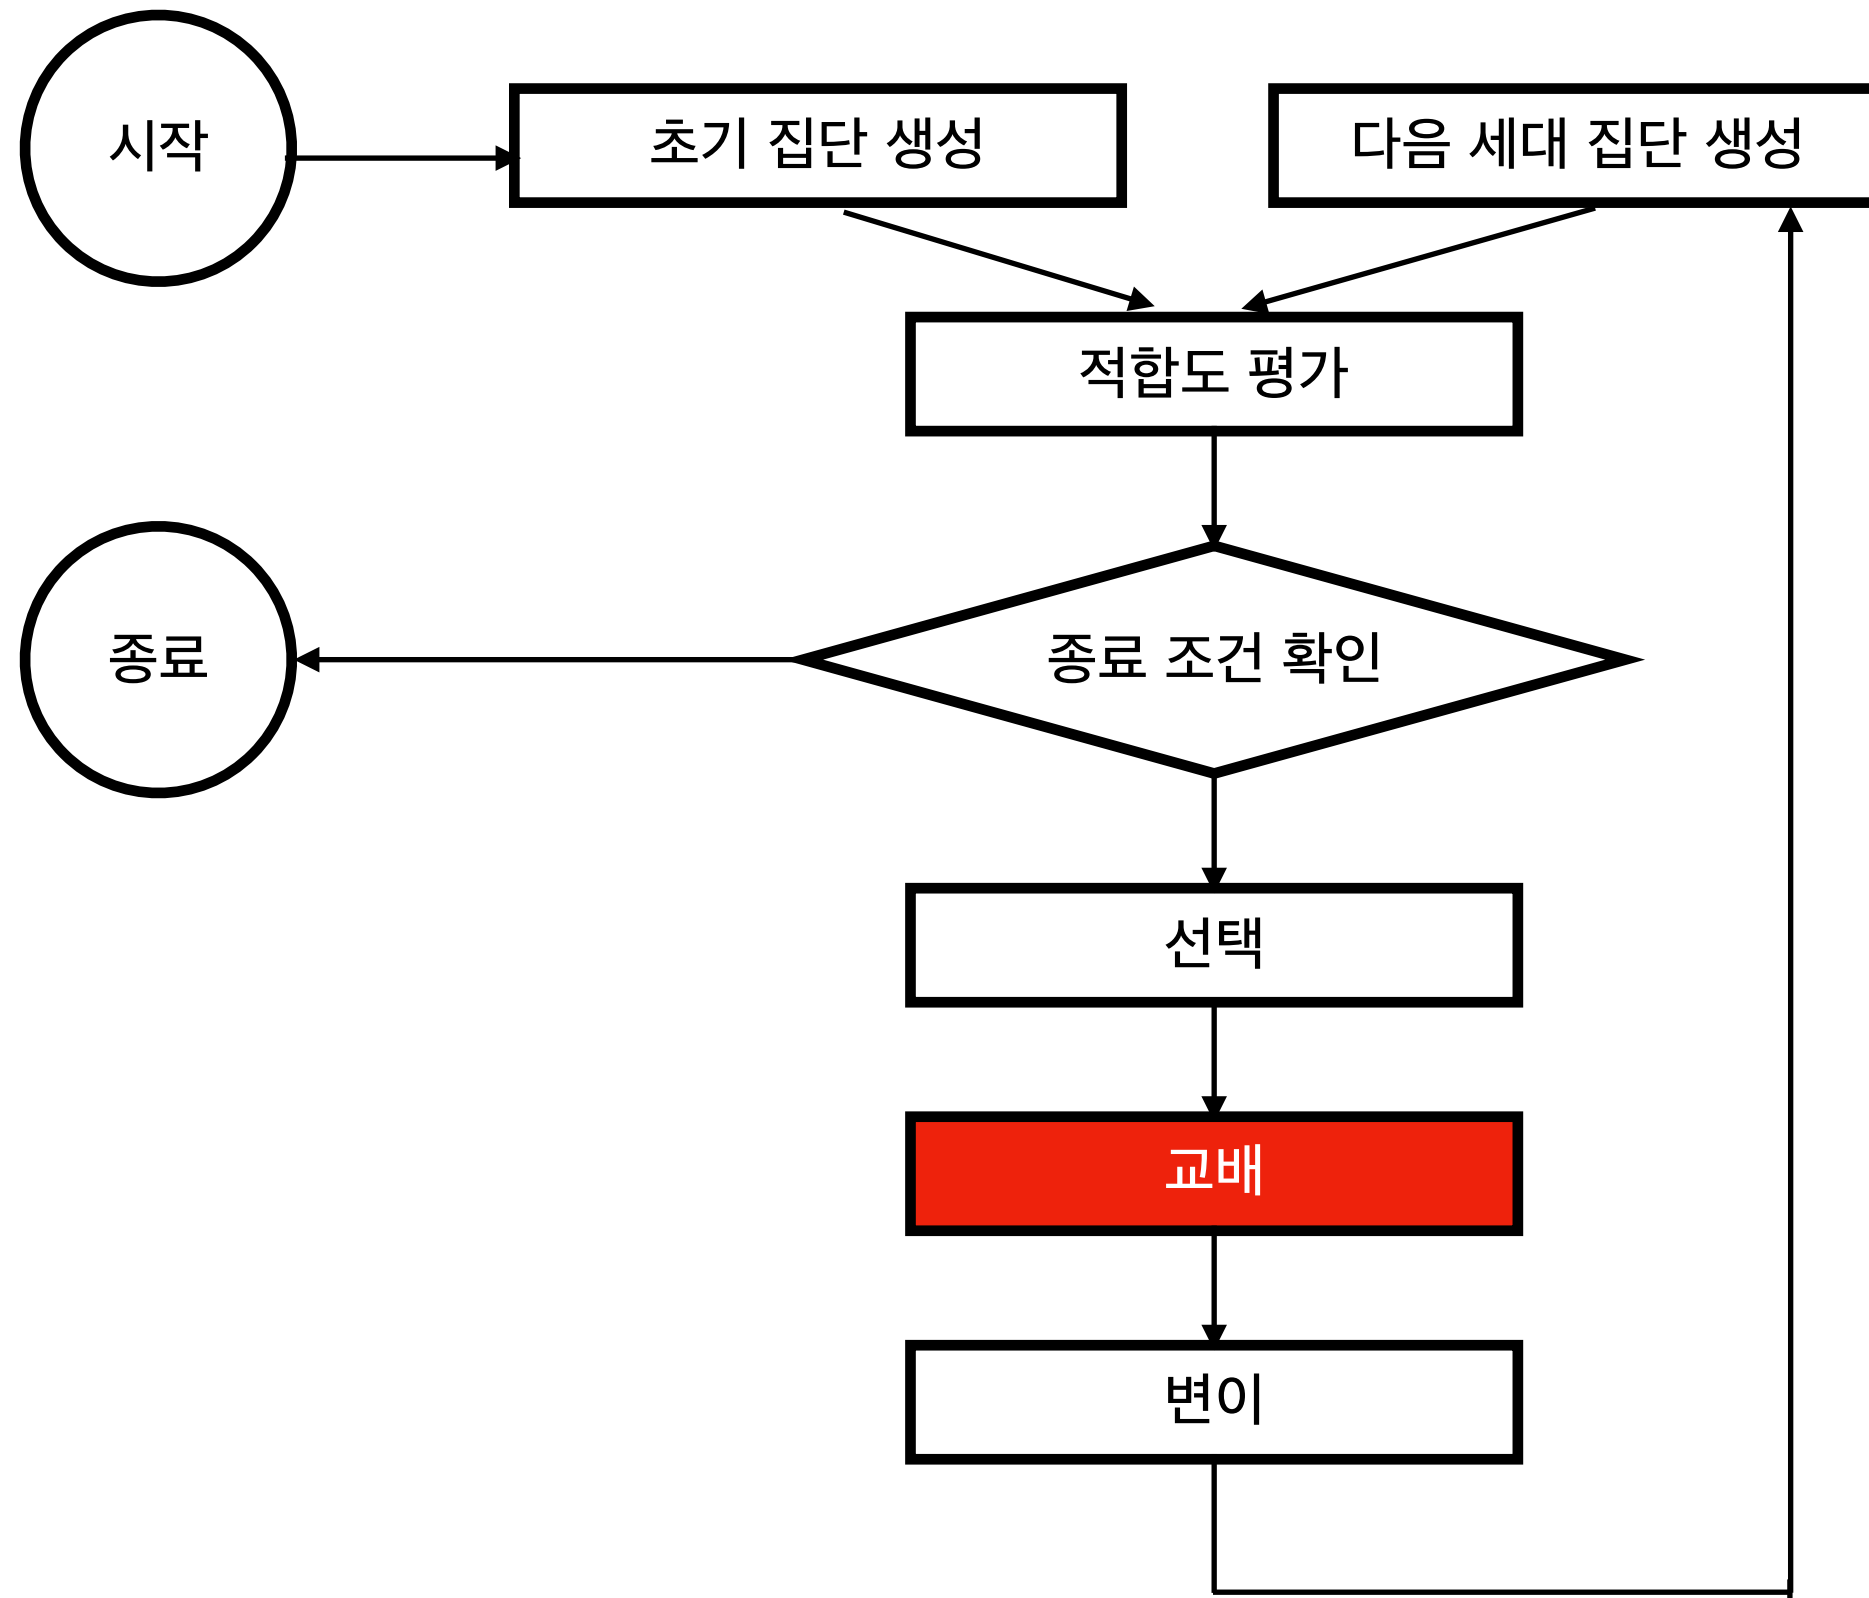 시작
초기 집단 생성
다음 세대 집단 생성
적합도 평가
종료
종료 조건 확인
선택
교배
변이